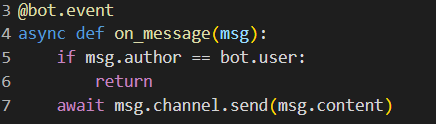 3 @bot.event
4 async def on_message(msg):
5     if msg.author == bot.user:
6         return
7     await msg.channel.send(msg.content)